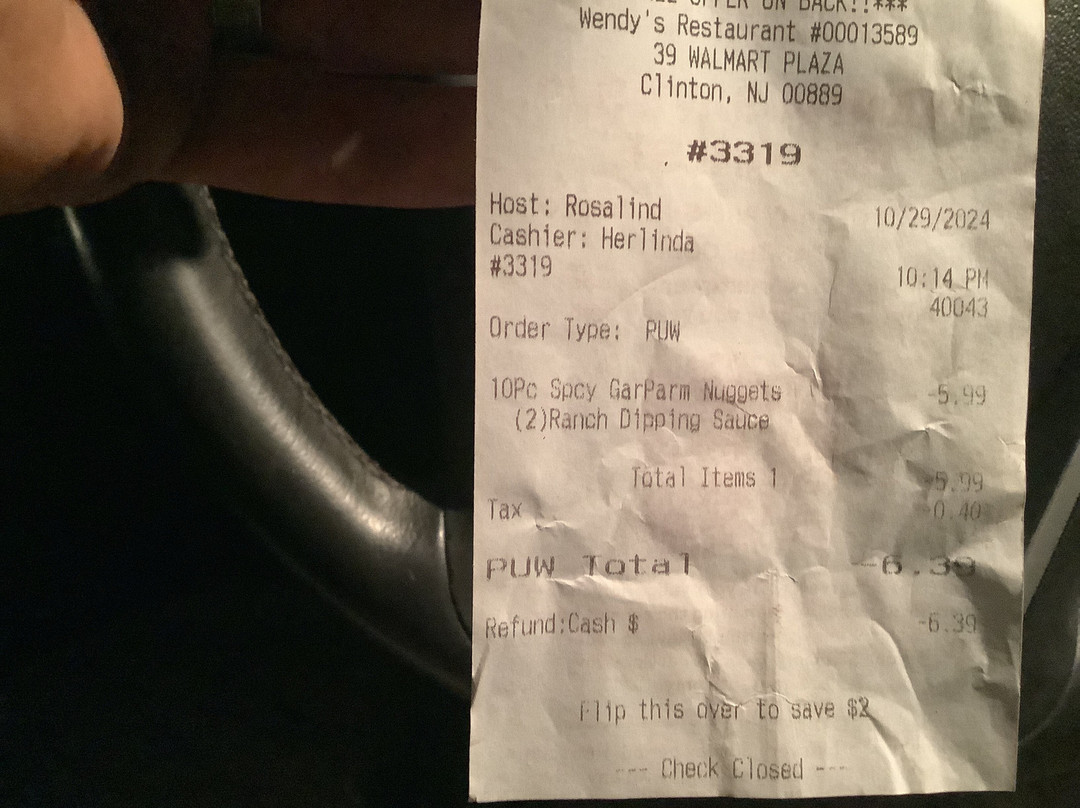 OFFER ON BACK!!***
Wendy's Restaurant #00013589
39 WALMART PLAZA
Clinton, NJ 00889
#3319
Host: Rosalind 10/29/2024
Cashier: Herlinda
#3319 10:14 PM
40043
Order Type: PUW
10Pc Spcy GarParm Nuggets -5.99
(2)Ranch Dipping Sauce
Total Items 1 -5.99
Tax -0.40
PUW Total -6.39
Refund:Cash $ -6.39
Flip this over to save $2
--- Check Closed ---